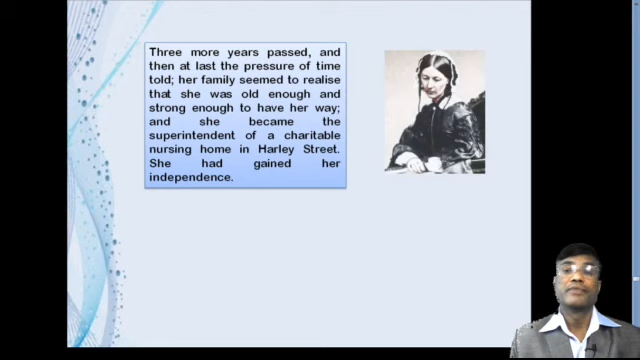 Three more years passed, and
then at last the pressure of time
told; her family seemed to realise
that she was old enough and
strong enough to have her way;
and she became the
superintendent of a charitable
nursing home in Harley Street.
She had gained her
independence.